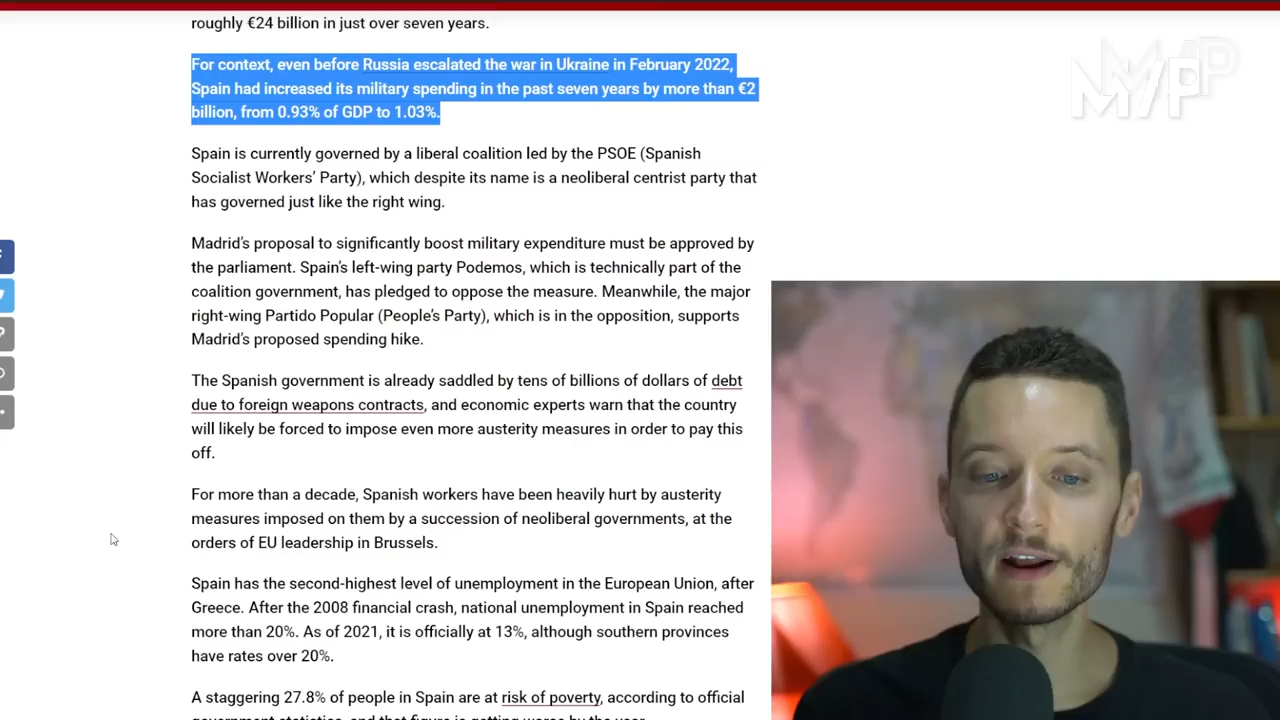 roughly €24 billion in just over seven years.
For context, even before Russia escalated the war in Ukraine in February 2022,
Spain had increased its military spending in the past seven years by more than €2
billion, from 0.93% of GDP to 1.03%.
Spain is currently governed by a liberal coalition led by the PSOE (Spanish
Socialist Workers’ Party), which despite its name is a neoliberal centrist party that
has governed just like the right wing.
Madrid’s proposal to significantly boost military expenditure must be approved by
the parliament. Spain’s left-wing party Podemos, which is technically part of the
coalition government, has pledged to oppose the measure. Meanwhile, the major
right-wing Partido Popular (People’s Party), which is in the opposition, supports
Madrid’s proposed spending hike.
The Spanish government is already saddled by tens of billions of dollars of debt
due to foreign weapons contracts, and economic experts warn that the country
will likely be forced to impose even more austerity measures in order to pay this
off.
For more than a decade, Spanish workers have been heavily hurt by austerity
measures imposed on them by a succession of neoliberal governments, at the
orders of EU leadership in Brussels.
Spain has the second-highest level of unemployment in the European Union, after
Greece. After the 2008 financial crash, national unemployment in Spain reached
more than 20%. As of 2021, it is officially at 13%, although southern provinces
have rates over 20%.
A staggering 27.8% of people in Spain are at risk of poverty, according to official
government statistics, and that figure is getting worse by the year.